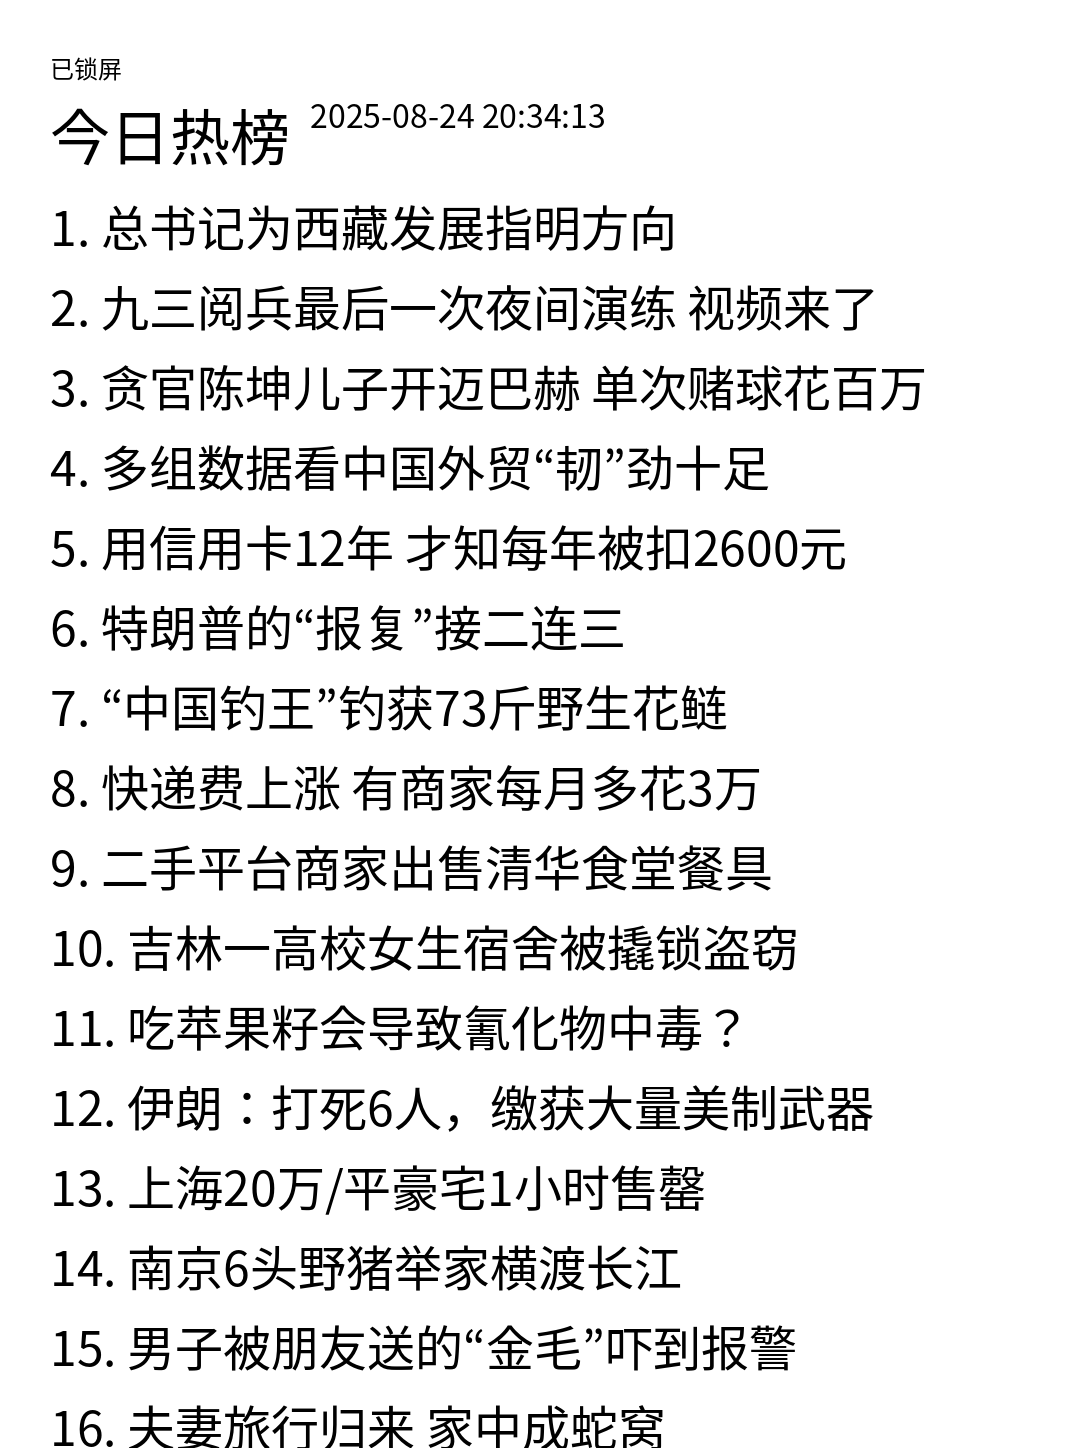 已锁屏
今日热榜 2025-08-24 20:34:13
1. 总书记为西藏发展指明方向
2. 九三阅兵最后一次夜间演练 视频来了
3. 贪官陈坤儿子开迈巴赫 单次赌球花百万
4. 多组数据看中国外贸“韧”劲十足
5. 用信用卡12年 才知每年被扣2600元
6. 特朗普的“报复”接二连三
7. “中国钓王”钓获73斤野生花鲢
8. 快递费上涨 有商家每月多花3万
9. 二手平台商家出售清华食堂餐具
10. 吉林一高校女生宿舍被撬锁盗窃
11. 吃苹果籽会导致氰化物中毒？
12. 伊朗：打死6人，缴获大量美制武器
13. 上海20万/平豪宅1小时售罄
14. 南京6头野猪举家横渡长江
15. 男子被朋友送的“金毛”吓到报警
16. 夫妻旅行归来 家中成蛇窝